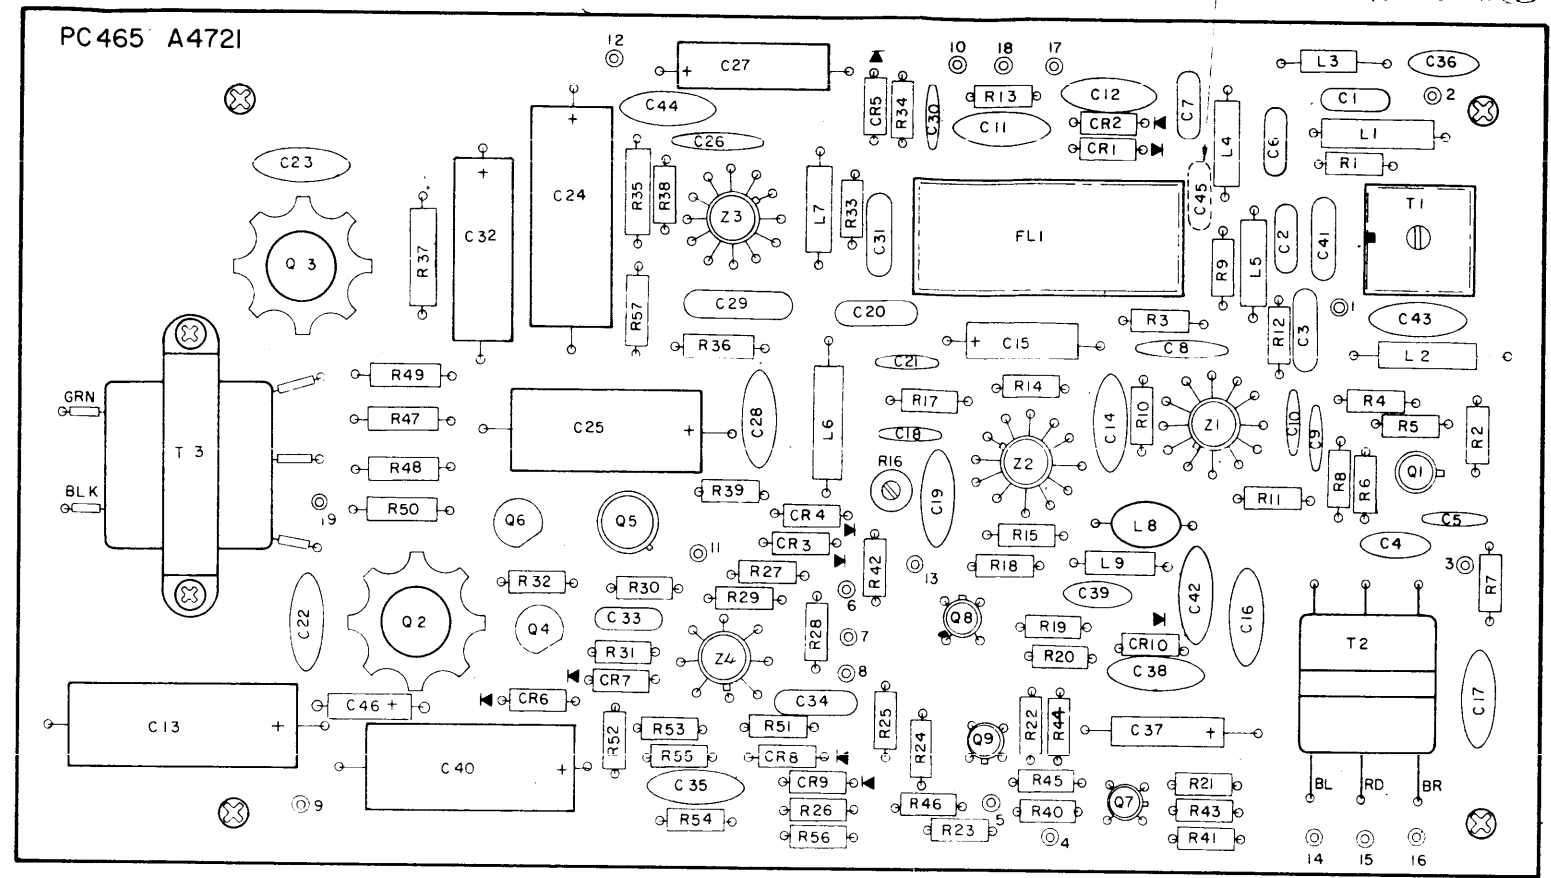 PC465 A4721
12
C27
+
10
18
17
L3
C36
2
C44
CR5
R34
C30
R13
C12
C7
C1
C11
CR2
CR1
L4
C6
L1
R1
C23
C26
+
C24
R35
R38
Z3
L7
R33
C31
FL1
C45
T1
+
C32
R37
Q3
R9
L5
C2
C41
R57
C29
C20
R3
R12
C3
1
C43
R36
+ C15
C8
L2
C21
R49
R14
GRN
R47
C25 +
C28
L6
R17
C14
R10
Z1
C10
C9
R4
R5
R2
C18
T3
R48
Z2
R16
C19
Q1
R8
R6
BLK
R39
R11
R50
19
Q6
Q5
CR4
L8
C5
CR3
R15
C4
11
R42
R27
13
R18
L9
3
R7
R32
R30
6
C39
C42
R29
C16
C22
Q2
Q4
C33
R28
7
Q8
R19
T2
R31
Z4
CR10
R20
8
C38
CR7
CR6
C17
C46 +
C34
R25
C13 +
R52
R53
R51
R24
Q9
R22
R44
C37 +
C40 +
R55
CR8
C35
CR9
R45
R21
BL
RD
BR
9
R26
R46
5
R40
Q7
R43
R54
R56
R23
4
R41
14
15
16